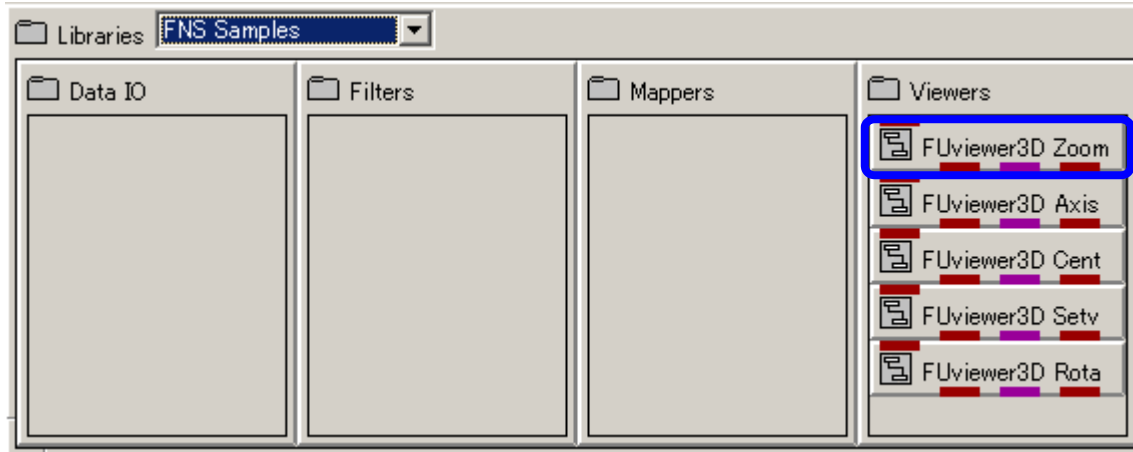 Libraries FNS Samples
Data IO
Filters
Mappers
Viewers
FUviewer3D Zoom
FUviewer3D Axis
FUviewer3D Cent
FUviewer3D Setv
FUviewer3D Rota